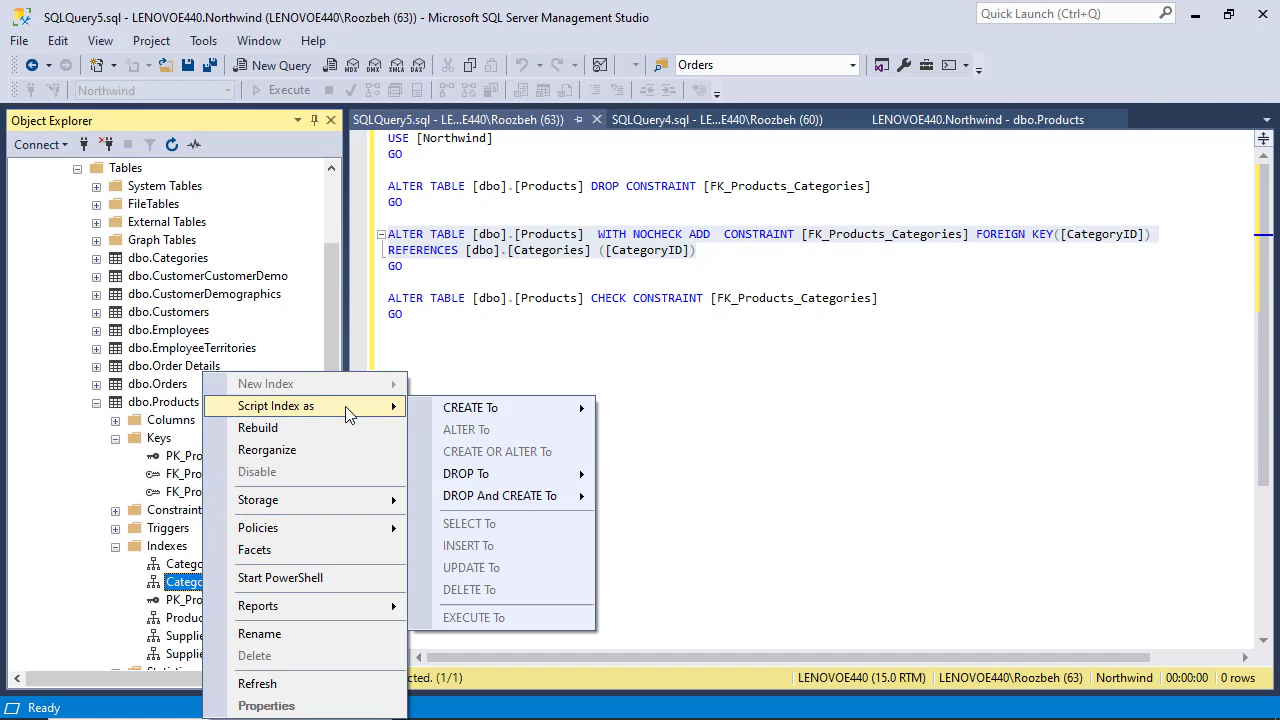 SQLQuery5.sql - LENOVOE440.Northwind (LENOVOE440\Roozbeh (63)) - Microsoft SQL Server Management Studio
Quick Launch (Ctrl+Q)
File Edit View Project Tools Window Help
New Query
MDX DMX XMLA DAX
Orders
Northwind
Execute
Object Explorer
SQLQuery5.sql - LE...E440\Roozbeh (63))
SQLQuery4.sql - LE...E440\Roozbeh (60))
LENOVOE440.Northwind - dbo.Products
Connect
Tables
System Tables
FileTables
External Tables
Graph Tables
dbo.Categories
dbo.CustomerCustomerDemo
dbo.CustomerDemographics
dbo.Customers
dbo.Employees
dbo.EmployeeTerritories
dbo.Order Details
dbo.Orders
dbo.Products
Columns
Keys
PK_Pro
FK_Pro
FK_Pro
Constraint
Triggers
Indexes
Catego
Catego
PK_Pro
Produc
Supplie
Supplie
USE [Northwind]
GO
ALTER TABLE [dbo].[Products] DROP CONSTRAINT [FK_Products_Categories]
GO
ALTER TABLE [dbo].[Products]  WITH NOCHECK ADD  CONSTRAINT [FK_Products_Categories] FOREIGN KEY([CategoryID])
REFERENCES [dbo].[Categories] ([CategoryID])
GO
ALTER TABLE [dbo].[Products] CHECK CONSTRAINT [FK_Products_Categories]
GO
New Index
Script Index as
Rebuild
Reorganize
Disable
Storage
Policies
Facets
Start PowerShell
Reports
Rename
Delete
Refresh
Properties
CREATE To
ALTER To
CREATE OR ALTER To
DROP To
DROP And CREATE To
SELECT To
INSERT To
UPDATE To
DELETE To
EXECUTE To
ected. (1/1)
LENOVOE440 (15.0 RTM)
LENOVOE440\Roozbeh (63)
Northwind
00:00:00
0 rows
Ready